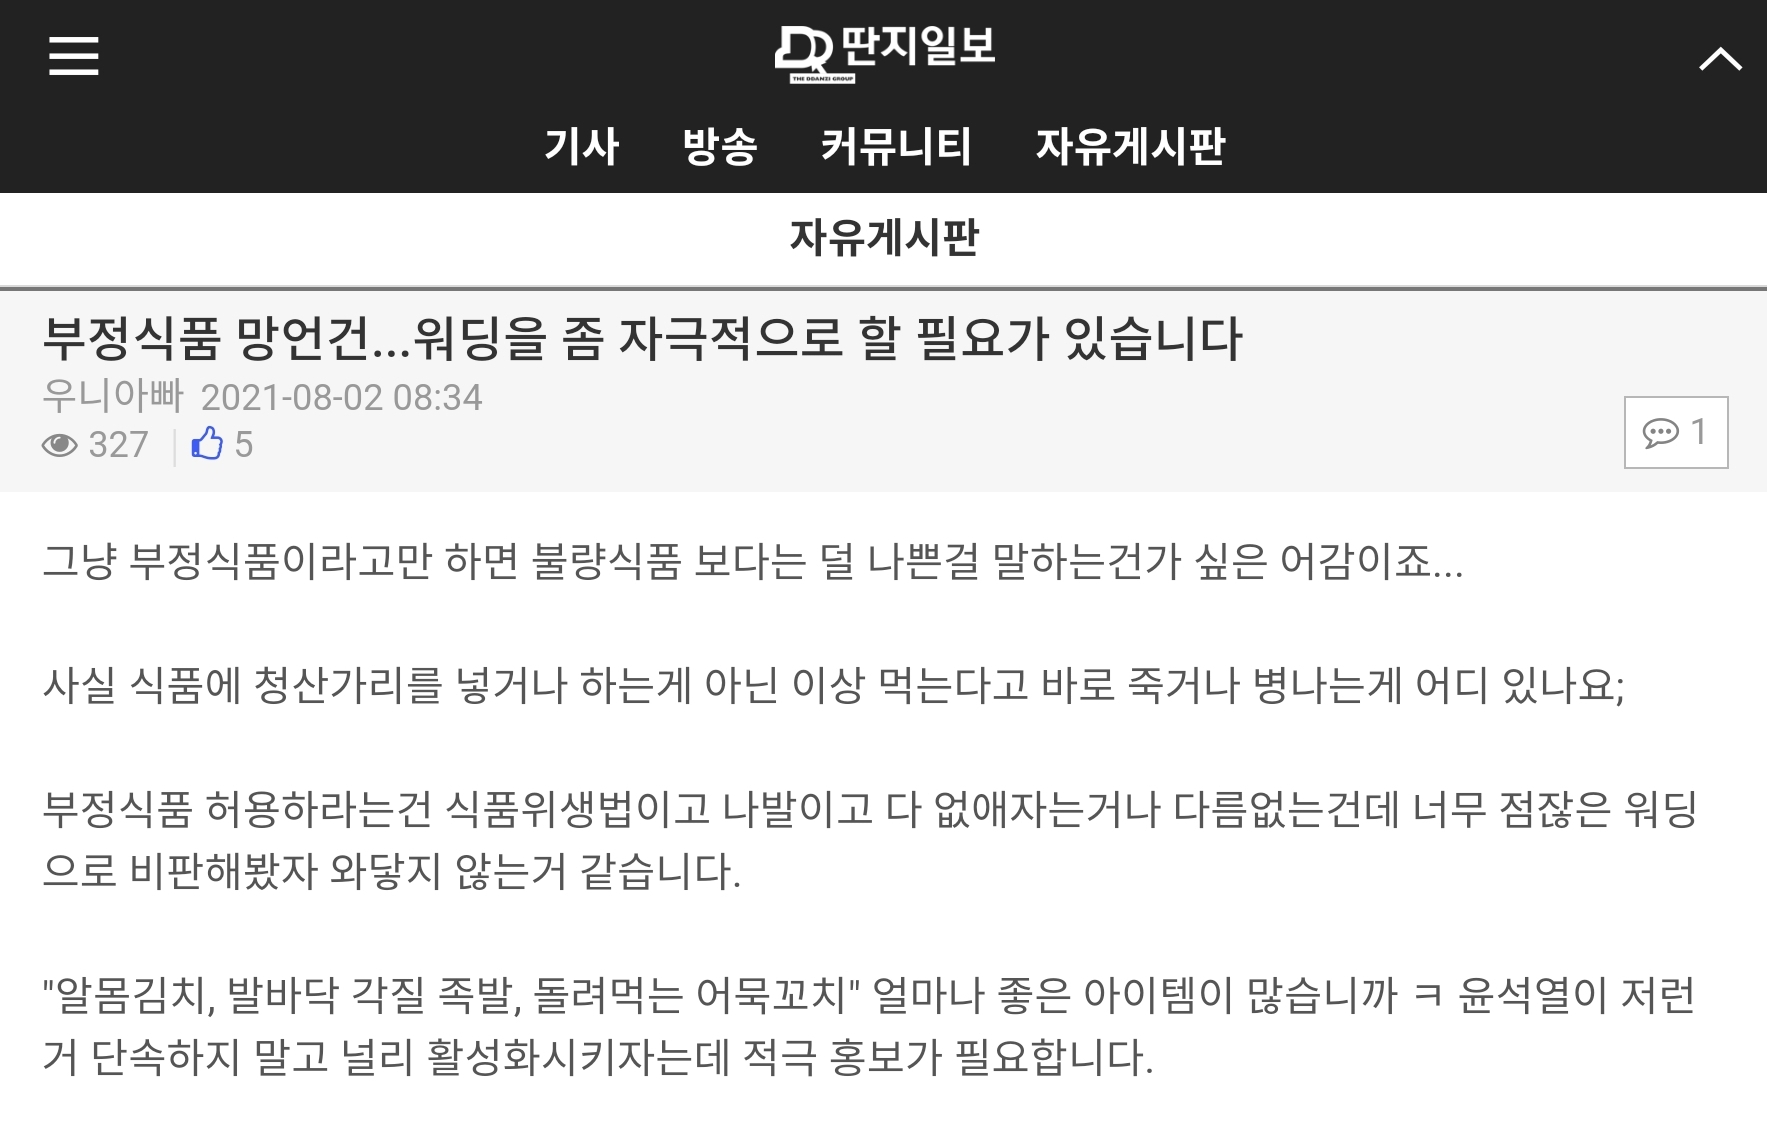 딴지일보
THE DDANZI GROUP
기사 방송 커뮤니티 자유게시판
자유게시판
부정식품 망언건...워딩을 좀 자극적으로 할 필요가 있습니다
우니아빠 2021-08-02 08:34
327 5
1
그냥 부정식품이라고만 하면 불량식품 보다는 덜 나쁜걸 말하는건가 싶은 어감이죠...
사실 식품에 청산가리를 넣거나 하는게 아닌 이상 먹는다고 바로 죽거나 병나는게 어디 있나요;
부정식품 허용하라는건 식품위생법이고 나발이고 다 없애자는거나 다름없는건데 너무 점잖은 워딩
으로 비판해봤자 와닿지 않는거 같습니다.
"알몸김치, 발바닥 각질 족발, 돌려먹는 어묵꼬치" 얼마나 좋은 아이템이 많습니까 ㅋ 윤석열이 저런
거 단속하지 말고 널리 활성화시키자는데 적극 홍보가 필요합니다.